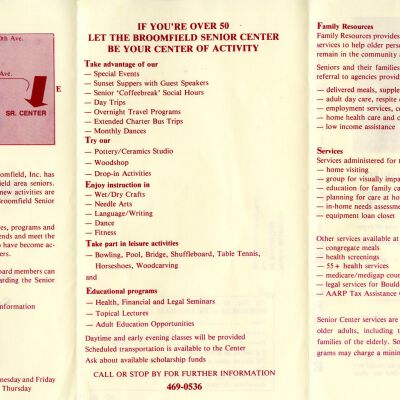 0th Ave.
Ave.
E
SR. CENTER
omfield, Inc. has
field area seniors.
new activities are
Broomfield Senior
es, programs and
ends and meet the
o have become ac-
ers.
oard members can
arding the Senior
information
nesday and Friday
Thursday
IF YOU'RE OVER 50
LET THE BROOMFIELD SENIOR CENTER
BE YOUR CENTER OF ACTIVITY
Take advantage of our
— Special Events
— Sunset Suppers with Guest Speakers
— Senior 'Coffeebreak' Social Hours
— Day Trips
— Overnight Travel Programs
— Extended Charter Bus Trips
— Monthly Dances
Try our
— Pottery/Ceramics Studio
— Woodshop
— Drop-in Activities
Enjoy instruction in
— Wet/Dry Crafts
— Needle Arts
— Language/Writing
— Dance
— Fitness
Take part in leisure activities
— Bowling, Pool, Bridge, Shuffleboard, Table Tennis,
Horseshoes, Woodcarving
and
Educational programs
— Health, Financial and Legal Seminars
— Topical Lectures
— Adult Education Opportunities
Daytime and early evening classes will be provided
Scheduled transportation is available to the Center
Ask about available scholarship funds
CALL OR STOP BY FOR FURTHER INFORMATION
469-0536
Family Resources
Family Resources provides
services to help older perso
remain in the community a
Seniors and their families
referral to agencies provid
— delivered meals, supple
— adult day care, respite c
— employment services, co
— home health care and c
— low income assistance
Services
Services administered for t
— home visiting
— group for visually impa
— education for family ca
— planning for care at ho
— in-home needs assessme
— equipment loan closet
Other services available at
— congregate meals
— health screenings
— 55+ health services
— medicare/medigap coun
— legal services for Bould
— AARP Tax Assistance C
Senior Center services are
older adults, including t
families of the elderly. So
grams may charge a minim